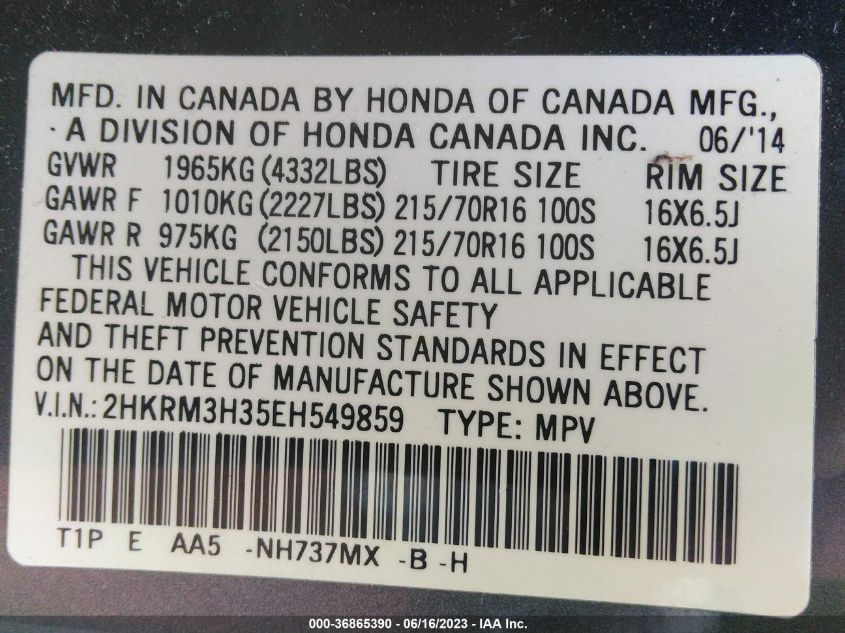 MFD. IN CANADA BY HONDA OF CANADA MFG.,
· A DIVISION OF HONDA CANADA INC. 06/'14
GVWR 1965KG (4332LBS) TIRE SIZE RIM SIZE
GAWR F 1010KG (2227LBS) 215/70R16 100S 16X6.5J
GAWR R 975KG (2150LBS) 215/70R16 100S 16X6.5J
THIS VEHICLE CONFORMS TO ALL APPLICABLE
FEDERAL MOTOR VEHICLE SAFETY
AND THEFT PREVENTION STANDARDS IN EFFECT
ON THE DATE OF MANUFACTURE SHOWN ABOVE.
V.I.N.: 2HKRM3H35EH549859 TYPE: MPV
T1P E AA5 -NH737MX -B -H
000-36865390 - 06/16/2023 - IAA Inc.